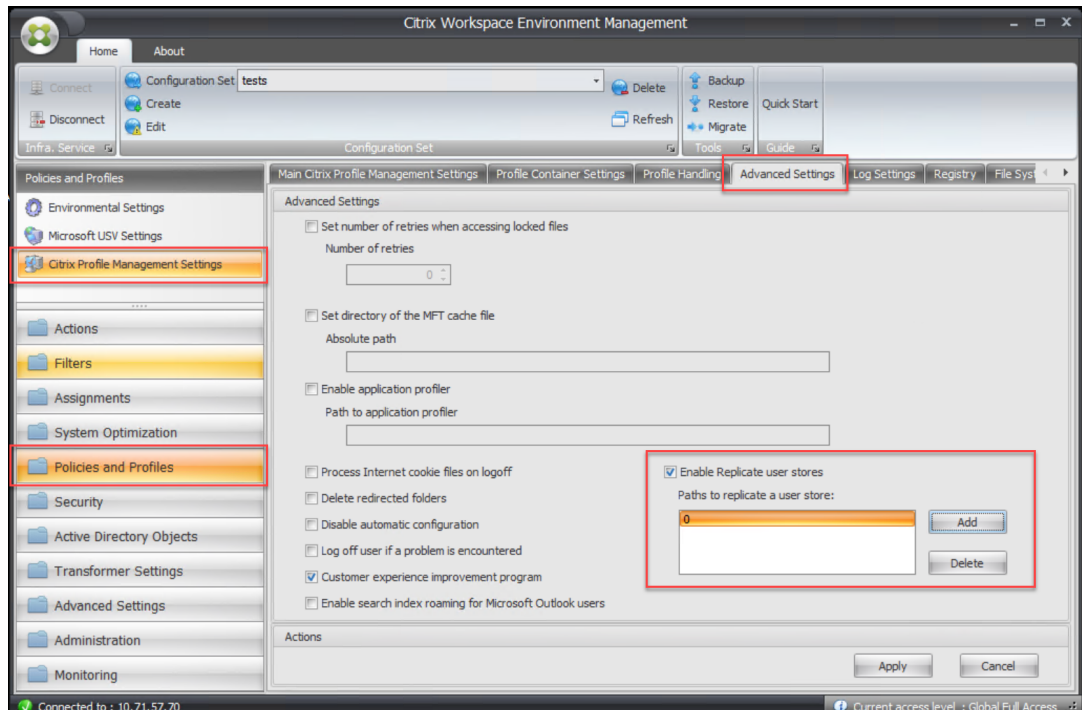 Citrix Workspace Environment Management
Home About
Connect
Disconnect
Infra. Service
Configuration Set tests
Create
Edit
Delete
Refresh
Configuration Set
Backup
Restore
Migrate
Tools
Quick Start
Guide
Policies and Profiles
Environmental Settings
Microsoft USV Settings
Citrix Profile Management Settings
Actions
Filters
Assignments
System Optimization
Policies and Profiles
Security
Active Directory Objects
Transformer Settings
Advanced Settings
Administration
Monitoring
Main Citrix Profile Management Settings Profile Container Settings Profile Handling Advanced Settings Log Settings Registry File Syst
Advanced Settings
Set number of retries when accessing locked files
Number of retries
0
Set directory of the MFT cache file
Absolute path
Enable application profiler
Path to application profiler
Process Internet cookie files on logoff
Delete redirected folders
Disable automatic configuration
Log off user if a problem is encountered
Customer experience improvement program
Enable search index roaming for Microsoft Outlook users
Enable Replicate user stores
Paths to replicate a user store:
0
Add
Delete
Actions
Apply Cancel
Connected to : 10.71.57.70
Current access level : Global Full Access